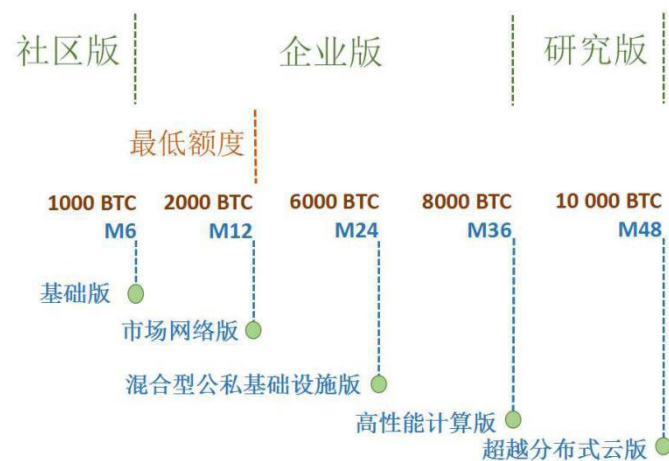 社区版 企业版 研究版
最低额度
1000 BTC 2000 BTC 6000 BTC 8000 BTC 10 000 BTC
M6 M12 M24 M36 M48
基础版
市场网络版
混合型公私基础设施版
高性能计算版
超越分布式云版